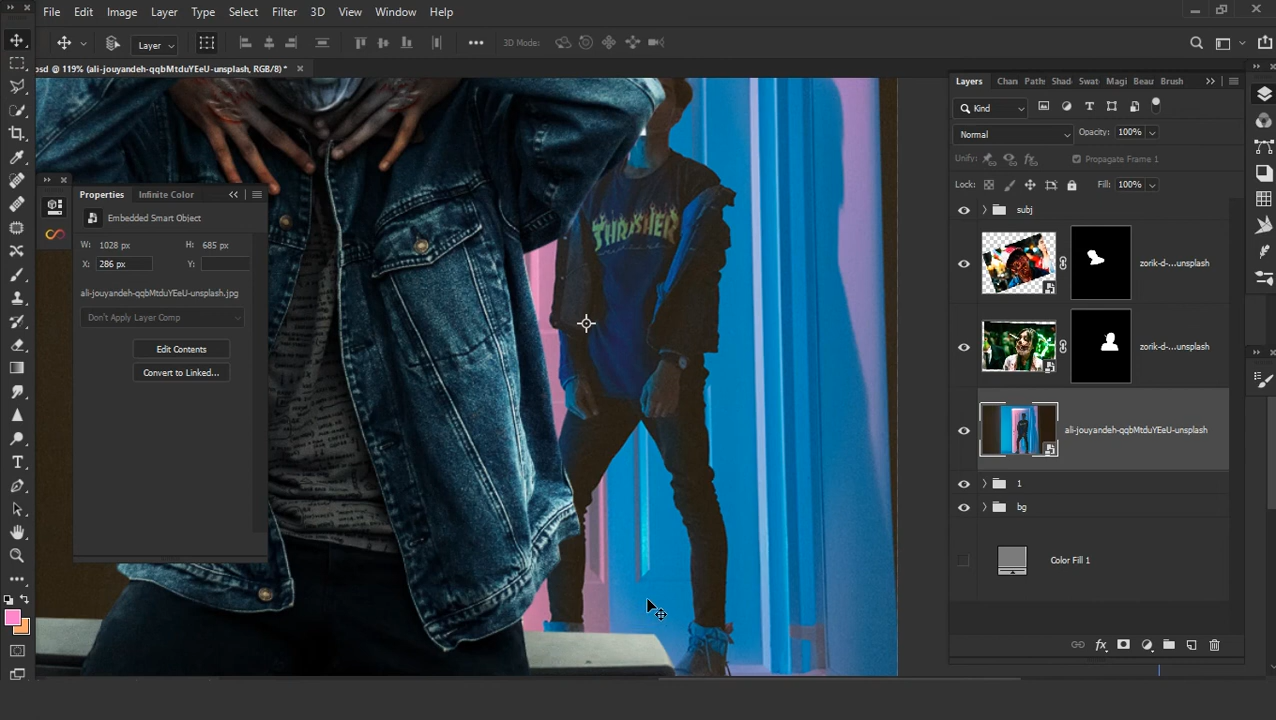 File Edit Image Layer Type Select Filter 3D View Window Help
Layer 3D Mode:
psd @ 119% (ali-jouyandeh-qqbMtduYEeU-unsplash, RGB/8) *
Layers Chan Path Shad Swat Magi Beau Brush
Kind
Normal Opacity: 100%
Unify: Propagate Frame 1
Lock: Fill: 100%
subj
zorik-d-...unsplash
zorik-d-...unsplash
ali-jouyandeh-qqbMtduYEeU-unsplash
1
bg
Color Fill 1
fx
Properties Infinite Color
Embedded Smart Object
W: 1028 px H: 685 px
X: 286 px Y:
ali-jouyandeh-qqbMtduYEeU-unsplash.jpg
Don't Apply Layer Comp
Edit Contents
Convert to Linked...
THRASHER